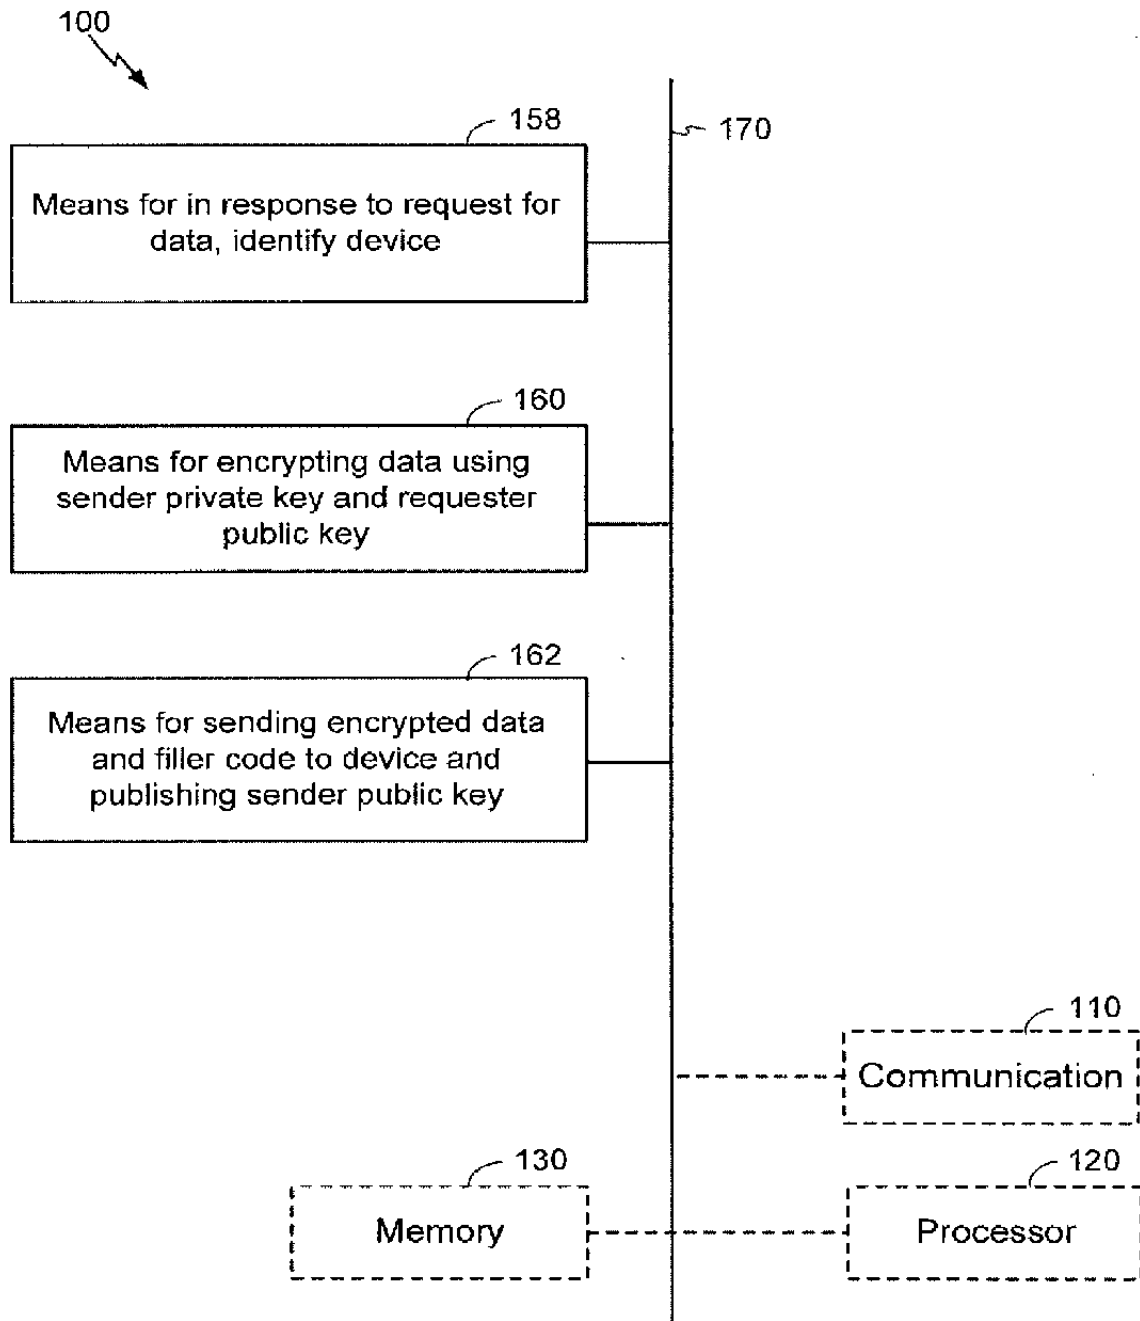 100
158
170
Means for in response to request for
data, identify device
160
Means for encrypting data using
sender private key and requester
public key
162
Means for sending encrypted data
and filler code to device and
publishing sender public key
110
Communication
130
120
Memory
Processor